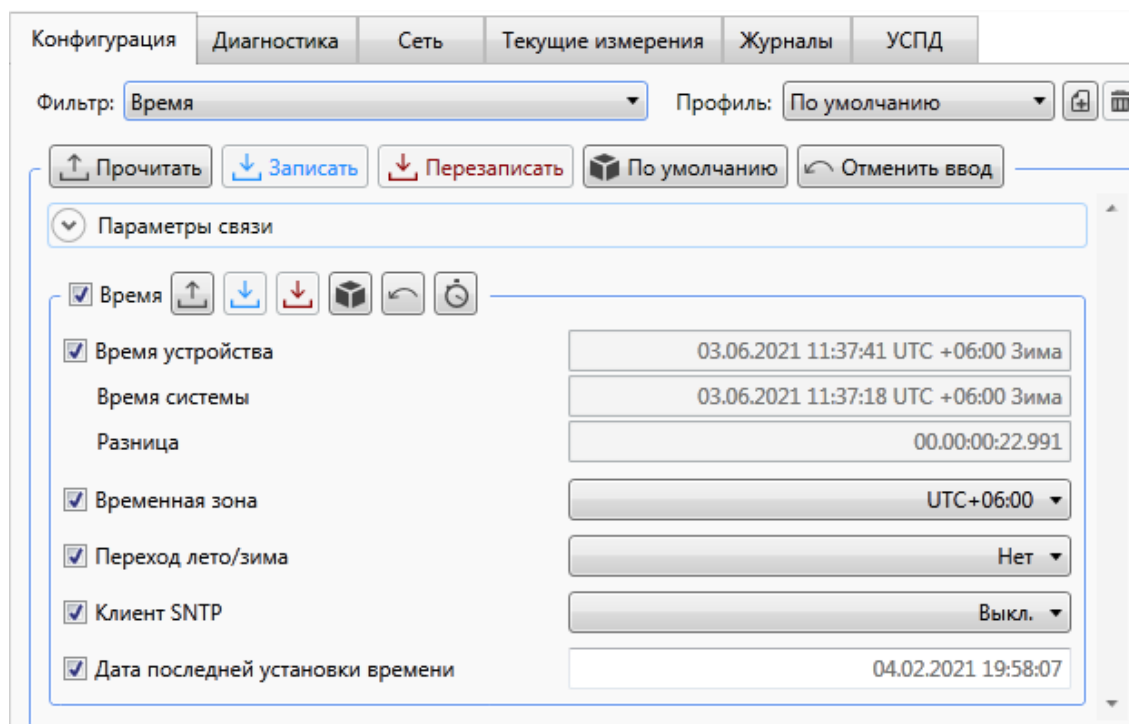 Конфигурация Диагностика Сеть Текущие измерения Журналы УСПД
Фильтр: Время Профиль: По умолчанию
Прочитать Записать Перезаписать По умолчанию Отменить ввод
Параметры связи
Время
Время устройства 03.06.2021 11:37:41 UTC +06:00 Зима
Время системы 03.06.2021 11:37:18 UTC +06:00 Зима
Разница 00.00:00:22.991
Временная зона UTC+06:00
Переход лето/зима Нет
Клиент SNTP Выкл.
Дата последней установки времени 04.02.2021 19:58:07